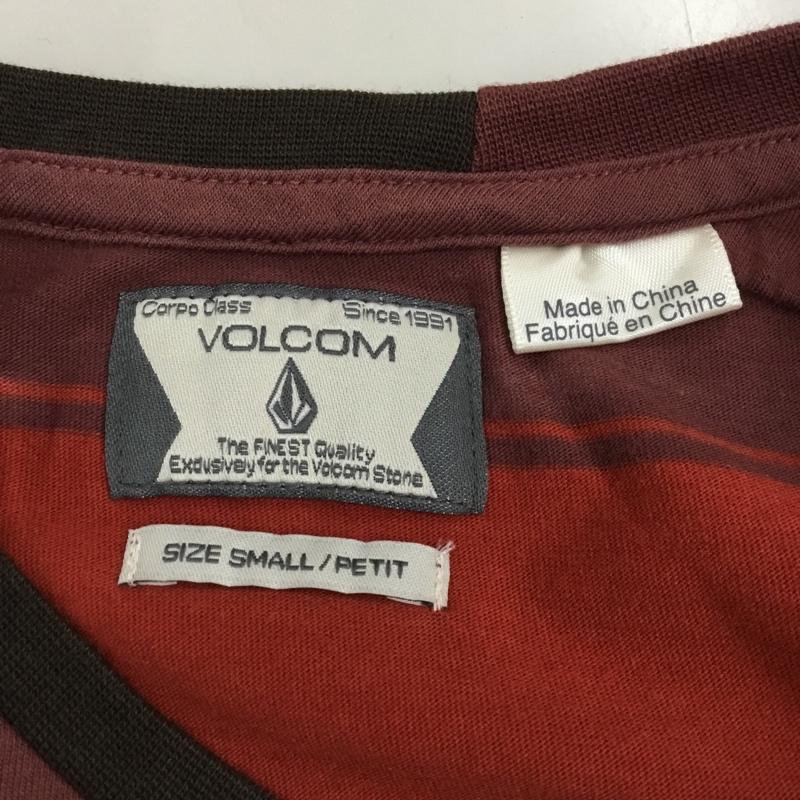 Corpo Class Since 1991
VOLCOM
The FINEST Quality
Exclusively for the Volcom Stone
SIZE SMALL / PETIT
Made in China
Fabriqué en Chine